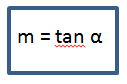 m = tan α